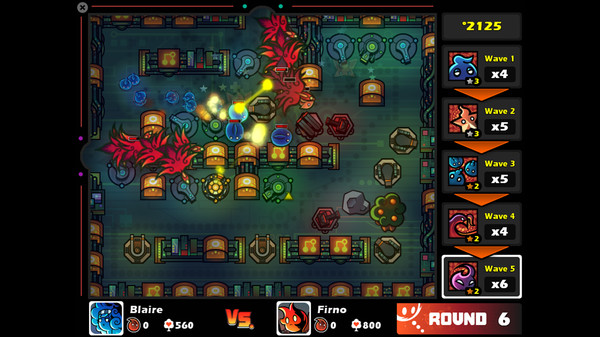 °2125
Wave 1
3
x4
Wave 2
3
x5
Wave 3
2
x5
Wave 4
2
x4
Wave 5
2
x6
Blaire
0
560
VS.
Firno
0
800
ROUND 6